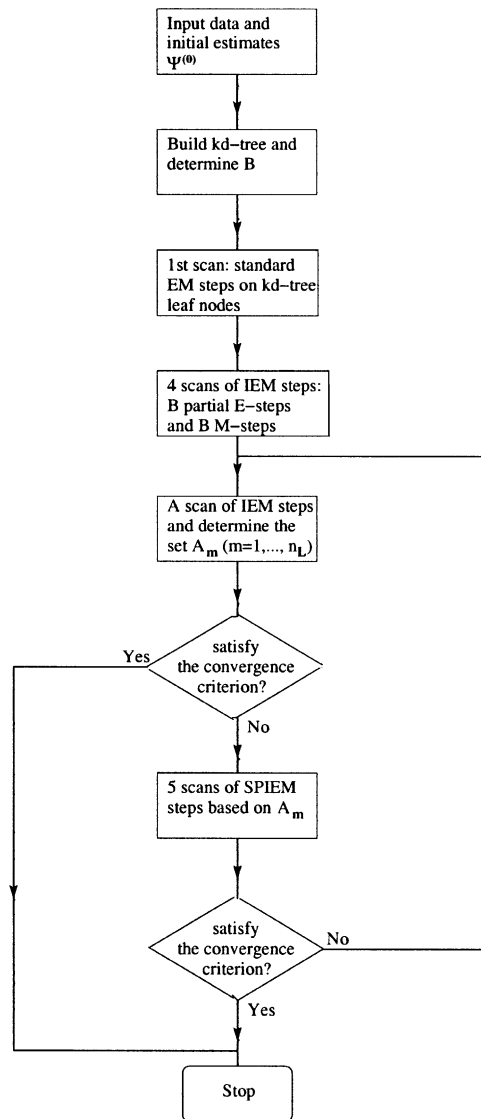 Input data and
initial estimates
Ψ(0)
Build kd-tree and
determine B
1st scan: standard
EM steps on kd-tree
leaf nodes
4 scans of IEM steps:
B partial E-steps
and B M-steps
A scan of IEM steps
and determine the
set Am (m=1,..., nL)
Yes
satisfy
the convergence
criterion?
No
5 scans of SPIEM
steps based on Am
satisfy
the convergence
criterion?
No
Yes
Stop